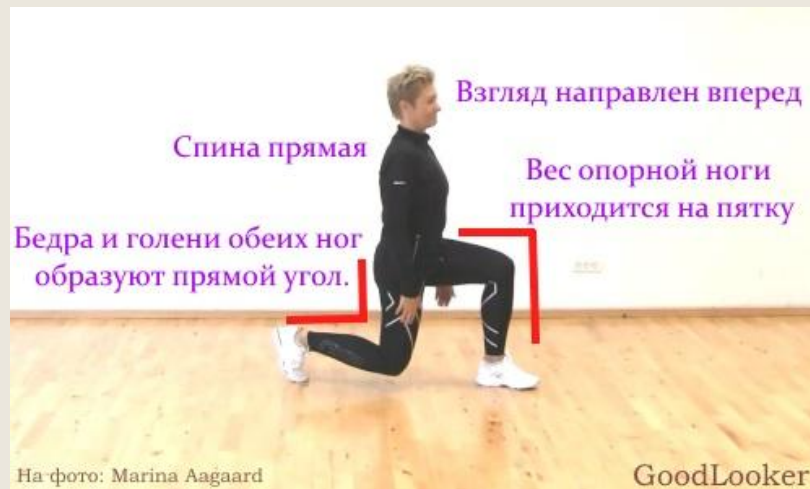 Взгляд направлен вперед
Спина прямая
Вес опорной ноги
приходится на пятку
Бедра и голени обеих ног
образуют прямой угол.
На фото: Marina Aagaard
GoodLooker